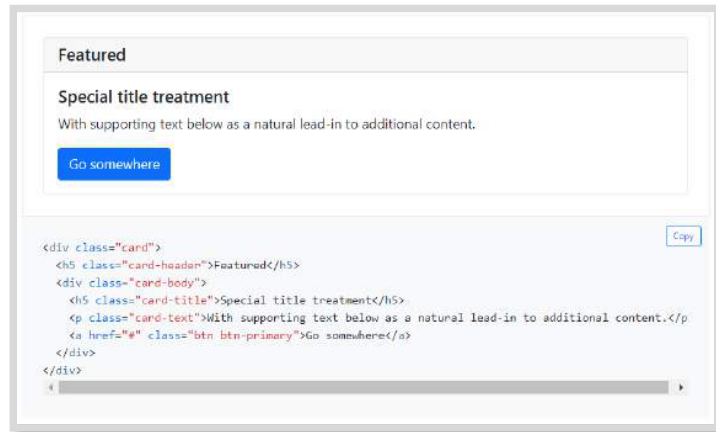 Featured
Special title treatment
With supporting text below as a natural lead-in to additional content.
Go somewhere
Copy
<div class="card">
  <h5 class="card-header">Featured</h5>
  <div class="card-body">
    <h5 class="card-title">Special title treatment</h5>
    <p class="card-text">With supporting text below as a natural lead-in to additional content.</p
    <a href="#" class="btn btn-primary">Go somewhere</a>
  </div>
</div>